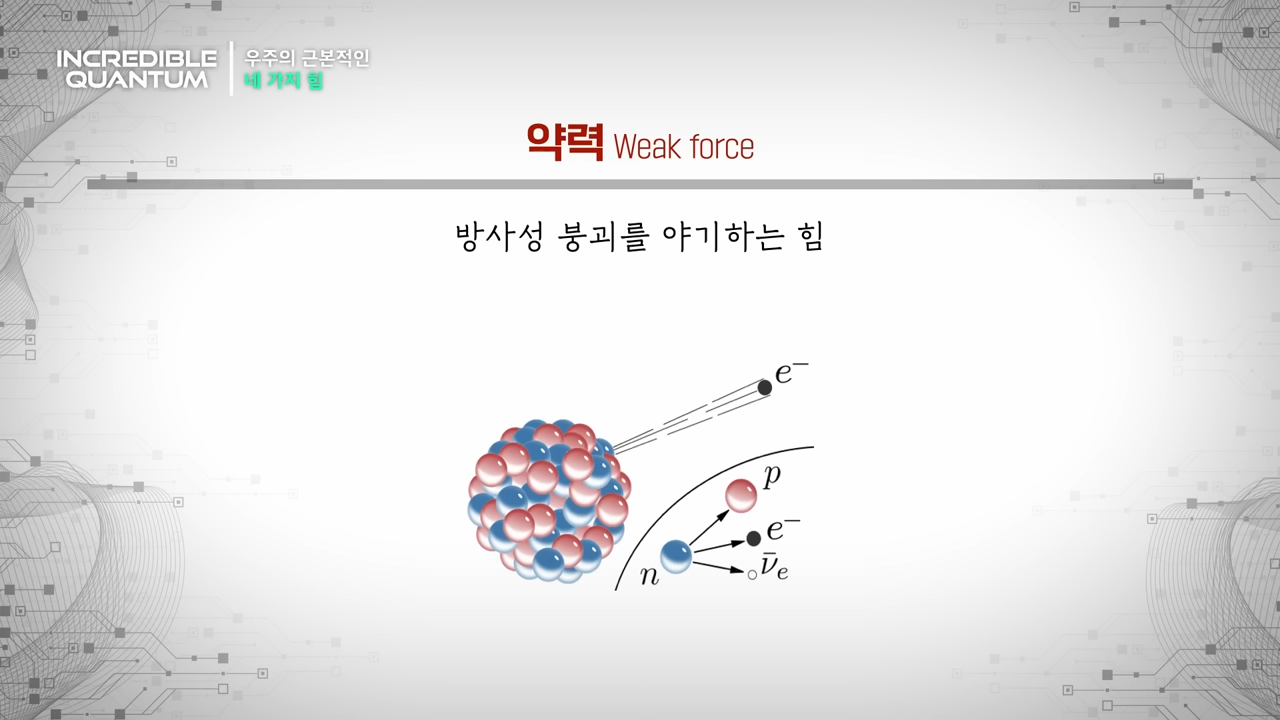 INCREDIBLE
QUANTUM
우주의 근본적인
네 가지 힘
약력 Weak force
방사성 붕괴를 야기하는 힘
e⁻
p
e⁻
ν̄ₑ
n